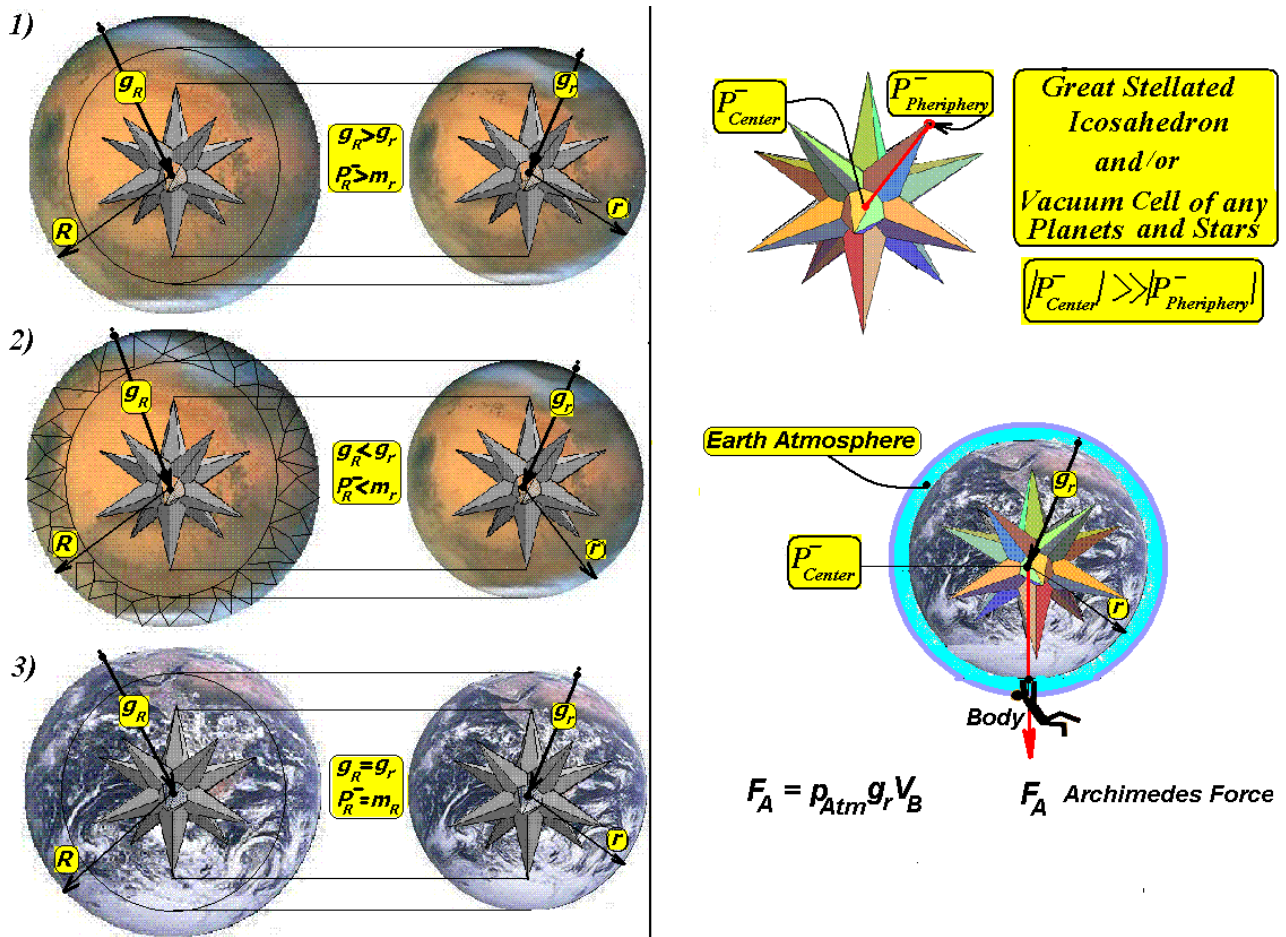 1)
g_R
g_r
g_R>g_r
P_R^->m_r
R
r
2)
g_R
g_r
g_R<g_r
P_R^-<m_r
R
r
3)
g_R
g_r
g_R=g_r
P_R^-=m_R
R
r
P^-_Center
P^-_Pheriphery
Great Stellated
Icosahedron
and/or
Vacuum Cell of any
Planets and Stars
|P^-_Center| >> |P^-_Pheriphery|
Earth Atmosphere
g_r
P^-_Center
r
Body
F_A = p_Atm g_r V_B
F_A Archimedes Force